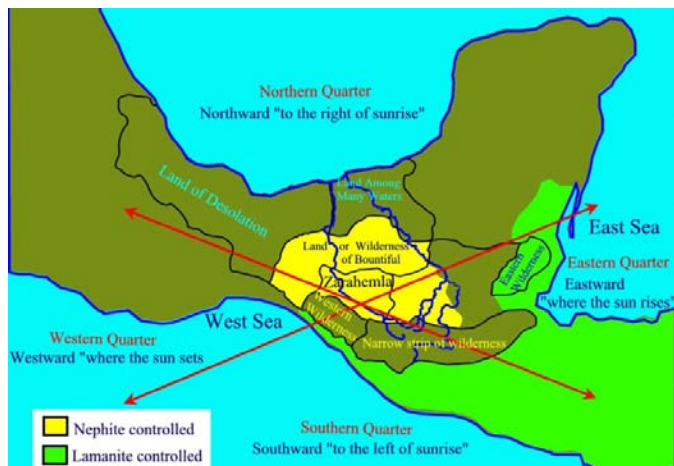 Northern Quarter
Northward "to the right of sunrise"
Land of Desolation
Land Among
Many Waters
Land or Wilderness
of Bountiful
Zarahemla
Western
Wilderness
Eastern
Wilderness
East Sea
Eastern Quarter
Eastward
"where the sun rises"
West Sea
Western Quarter
Westward "where the sun sets
Narrow strip of wilderness
Southern Quarter
Southward "to the left of sunrise"
Nephite controlled
Lamanite controlled